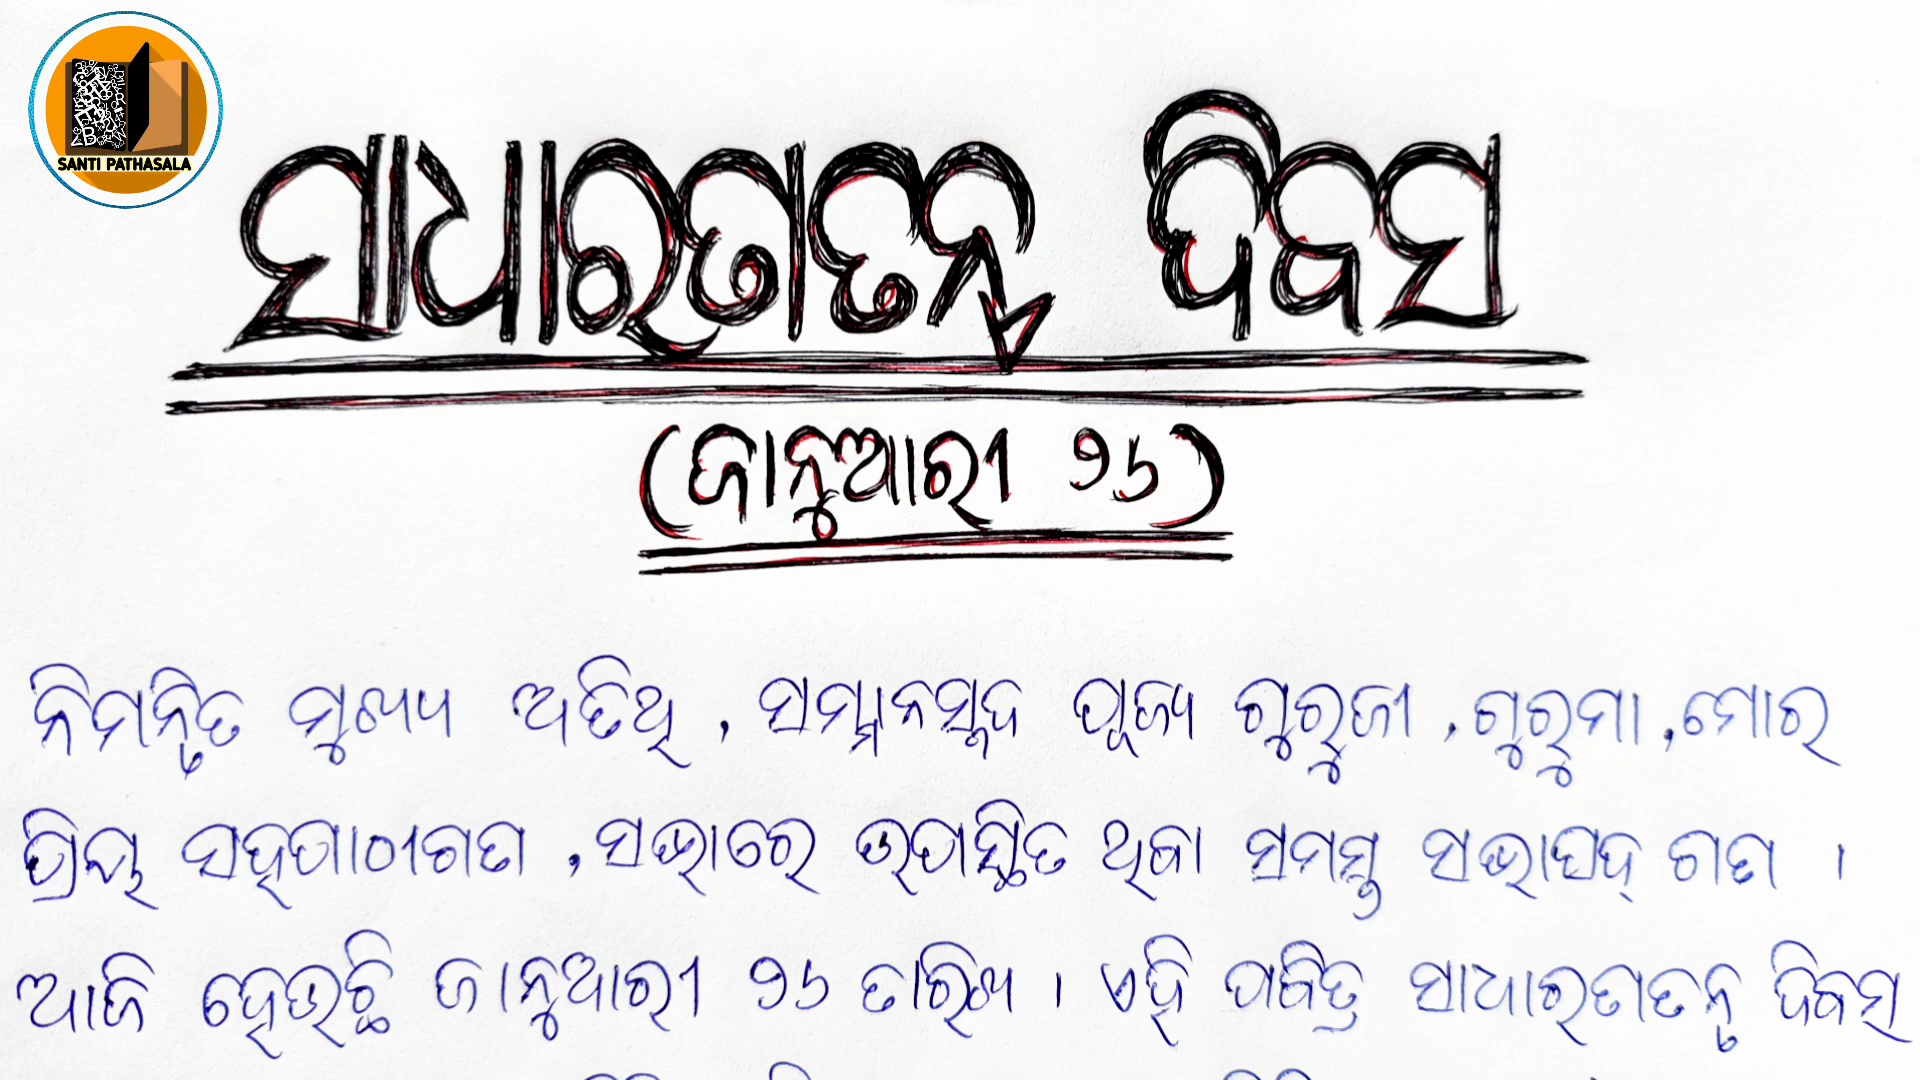 SANTI PATHASALA
ସାଧାରଣତନ୍ତ୍ର ଦିବସ
(ଜାନୁଆରୀ ୨୬)
ନିମନ୍ତ୍ରିତ ମୁଖ୍ୟ ଅତିଥି , ସମ୍ମାନସ୍ପଦ ପୂଜ୍ୟ ଗୁରୁଜୀ , ଗୁରୁମା , ମୋର
ପ୍ରିୟ ସହପାଠୀଗଣ , ସଭାରେ ଉପସ୍ଥିତ ଥିବା ସମସ୍ତ ସଭାସଦ୍ ଗଣ ।
ଆଜି ହେଉଛି ଜାନୁଆରୀ ୨୬ ତାରିଖ । ଏହି ପବିତ୍ର ସାଧାରଣତନ୍ତ୍ର ଦିବସ